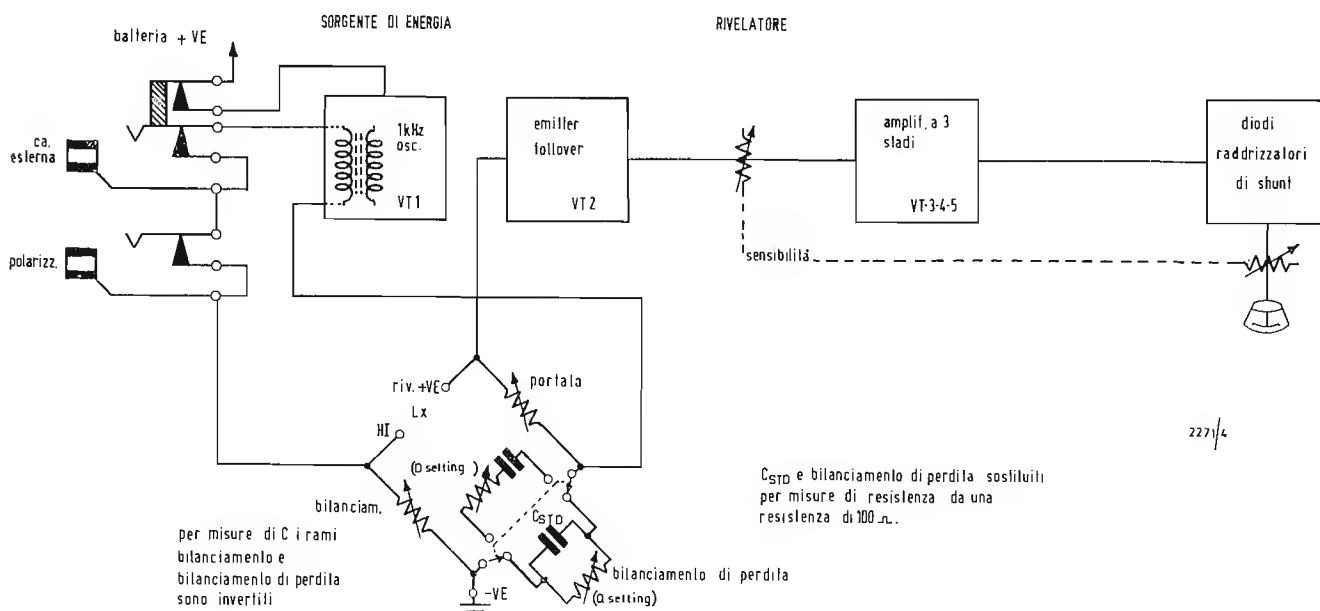 SORGENTE DI ENERGIA
RIVELATORE
batteria + VE
ca.
esterna
polarizz.
1kHz
osc.
VT1
emitter
follover
VT2
amplif. a 3
stadi
VT-3-4-5
diodi
raddrizzatori
di shunt
sensibilità
riv. +VE
Lx
HI
portata
(D setting)
bilanciam.
CSTD
bilanciamento di perdita
(Q setting)
-VE
per misure di C i rami
bilanciamento e
bilanciamento di perdita
sono invertiti
CSTD e bilanciamento di perdita sostituiti
per misure di resistenza da una
resistenza di 100 Ω.
2271/4